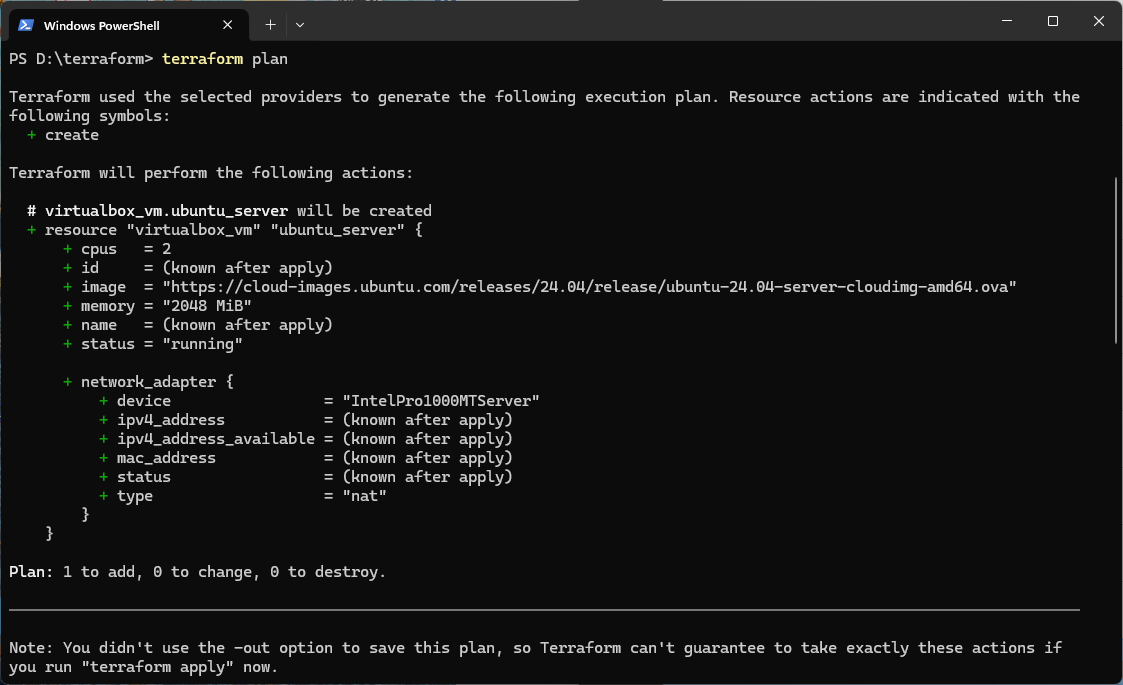 Windows PowerShell
PS D:\terraform> terraform plan
Terraform used the selected providers to generate the following execution plan. Resource actions are indicated with the
following symbols:
  + create
Terraform will perform the following actions:
  # virtualbox_vm.ubuntu_server will be created
  + resource "virtualbox_vm" "ubuntu_server" {
      + cpus   = 2
      + id     = (known after apply)
      + image  = "https://cloud-images.ubuntu.com/releases/24.04/release/ubuntu-24.04-server-cloudimg-amd64.ova"
      + memory = "2048 MiB"
      + name   = (known after apply)
      + status = "running"
      + network_adapter {
          + device                 = "IntelPro1000MTServer"
          + ipv4_address           = (known after apply)
          + ipv4_address_available = (known after apply)
          + mac_address            = (known after apply)
          + status                 = (known after apply)
          + type                   = "nat"
        }
    }
Plan: 1 to add, 0 to change, 0 to destroy.
Note: You didn't use the -out option to save this plan, so Terraform can't guarantee to take exactly these actions if
you run "terraform apply" now.